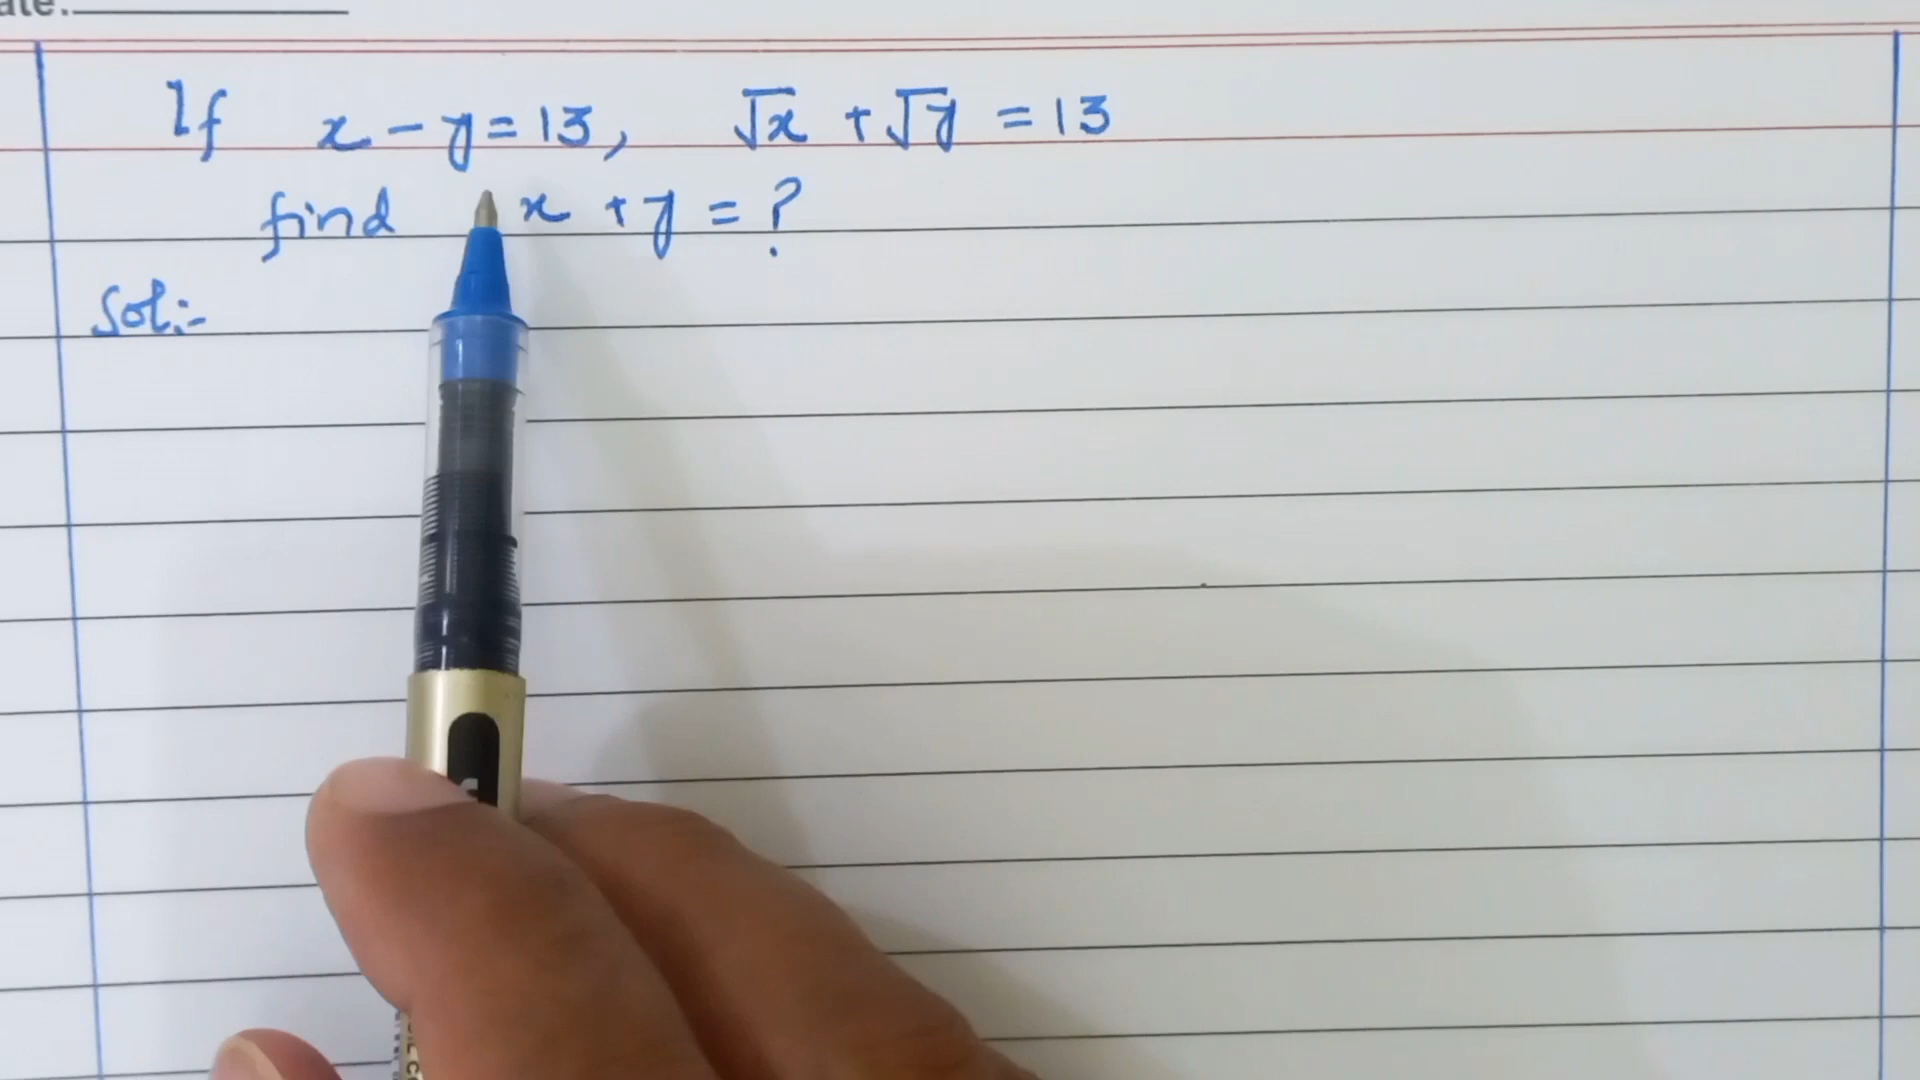 If x - y = 13, √x + √y = 13
find x + y = ?
Sol:-